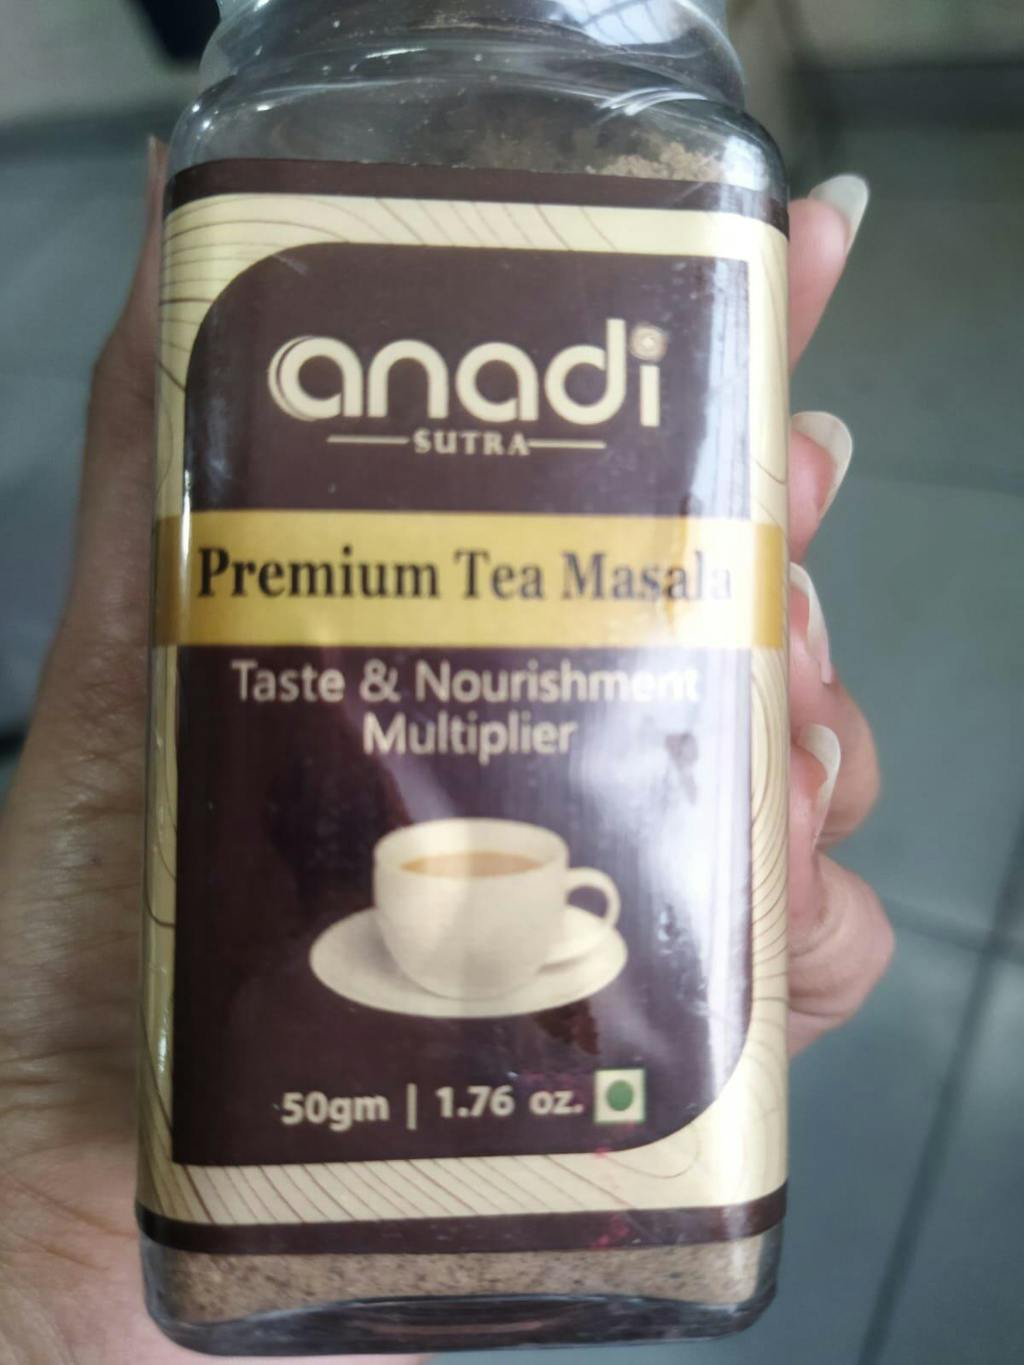 anadi
SUTRA
Premium Tea Masala
Taste & Nourishment
Multiplier
50gm | 1.76 oz.